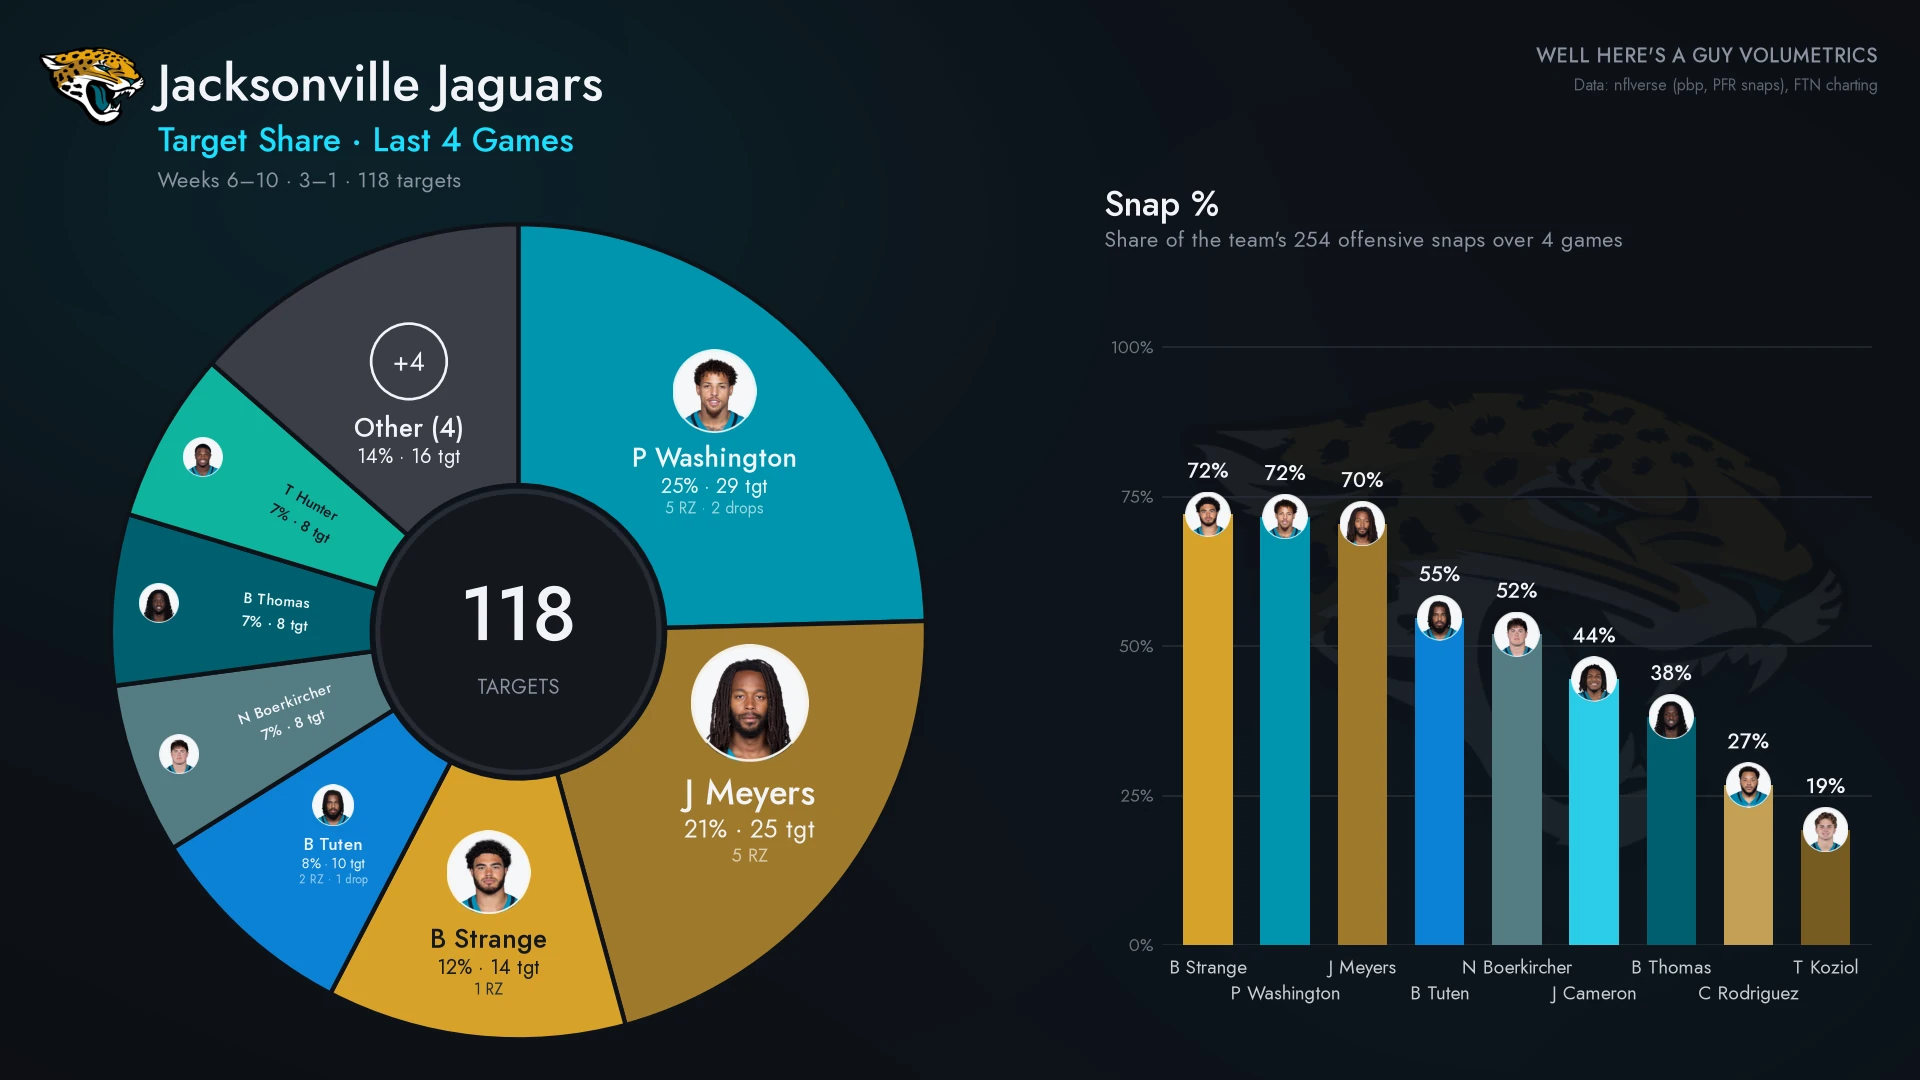 Jacksonville Jaguars
Target Share · Last 4 Games
Weeks 6–10 · 3–1 · 118 targets
WELL HERE'S A GUY VOLUMETRICS
Data: nflverse (pbp, PFR snaps), FTN charting
+4
Other (4)
14% · 16 tgt
P Washington
25% · 29 tgt
5 RZ · 2 drops
T Hunter
7% · 8 tgt
B Thomas
7% · 8 tgt
N Boerkircher
7% · 8 tgt
B Tuten
8% · 10 tgt
2 RZ · 1 drop
B Strange
12% · 14 tgt
1 RZ
J Meyers
21% · 25 tgt
5 RZ
118
TARGETS
Snap %
Share of the team's 254 offensive snaps over 4 games
100%
75%
50%
25%
0%
72%
72%
70%
55%
52%
44%
38%
27%
19%
B Strange
P Washington
J Meyers
B Tuten
N Boerkircher
J Cameron
B Thomas
C Rodriguez
T Koziol